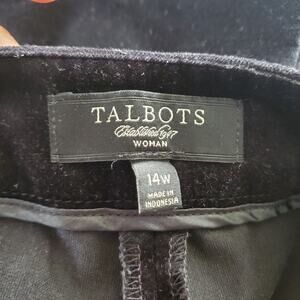 TALBOTS
Established 1947
WOMAN
14W
MADE IN
INDONESIA